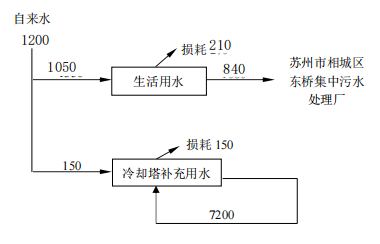 自来水
1200
1050
损耗 210
生活用水
840
苏州市相城区
东桥集中污水
处理厂
150
损耗 150
冷却塔补充用水
7200